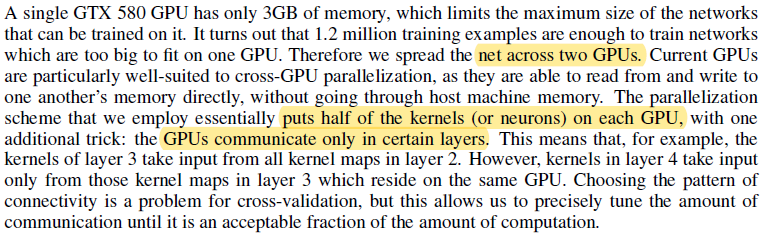 A single GTX 580 GPU has only 3GB of memory, which limits the maximum size of the networks
that can be trained on it. It turns out that 1.2 million training examples are enough to train networks
which are too big to fit on one GPU. Therefore we spread the net across two GPUs. Current GPUs
are particularly well-suited to cross-GPU parallelization, as they are able to read from and write to
one another's memory directly, without going through host machine memory. The parallelization
scheme that we employ essentially puts half of the kernels (or neurons) on each GPU, with one
additional trick: the GPUs communicate only in certain layers. This means that, for example, the
kernels of layer 3 take input from all kernel maps in layer 2. However, kernels in layer 4 take input
only from those kernel maps in layer 3 which reside on the same GPU. Choosing the pattern of
connectivity is a problem for cross-validation, but this allows us to precisely tune the amount of
communication until it is an acceptable fraction of the amount of computation.